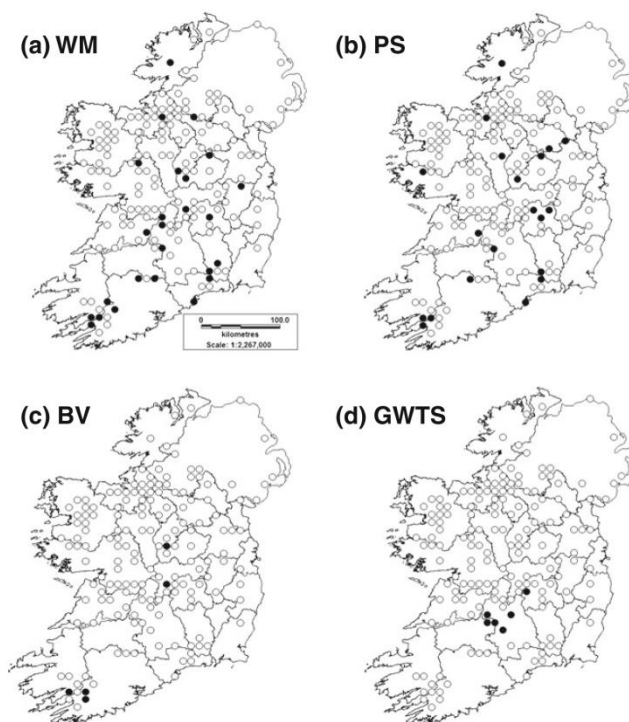 (a) WM
(b) PS
0 100.0
kilometres
Scale: 1:2,267,000
(c) BV
(d) GWTS